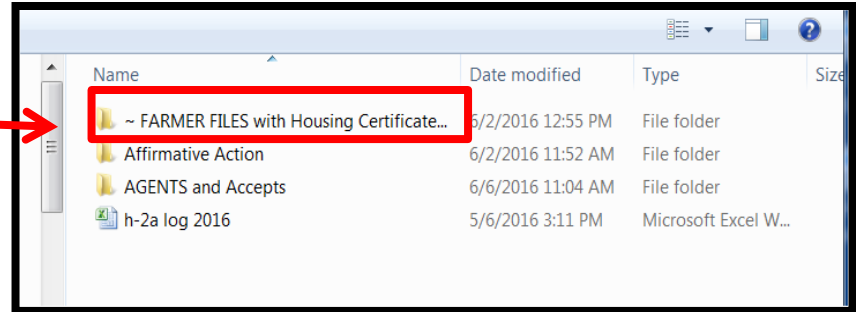 Name Date modified Type Size
~ FARMER FILES with Housing Certificate... 6/2/2016 12:55 PM File folder
Affirmative Action 6/2/2016 11:52 AM File folder
AGENTS and Accepts 6/6/2016 11:04 AM File folder
h-2a log 2016 5/6/2016 3:11 PM Microsoft Excel W...